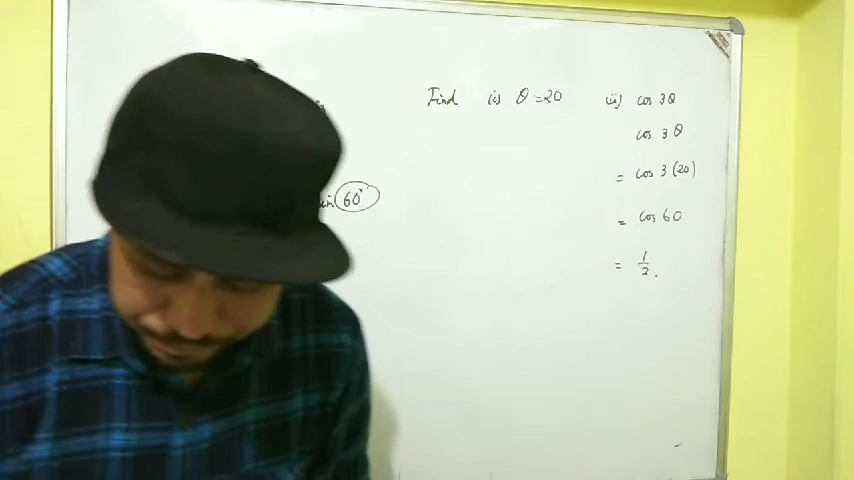 Find (i) θ = 20 (ii) cos 3θ
cos 3θ
= cos 3(20)
60°
= cos 60
= 1/2.